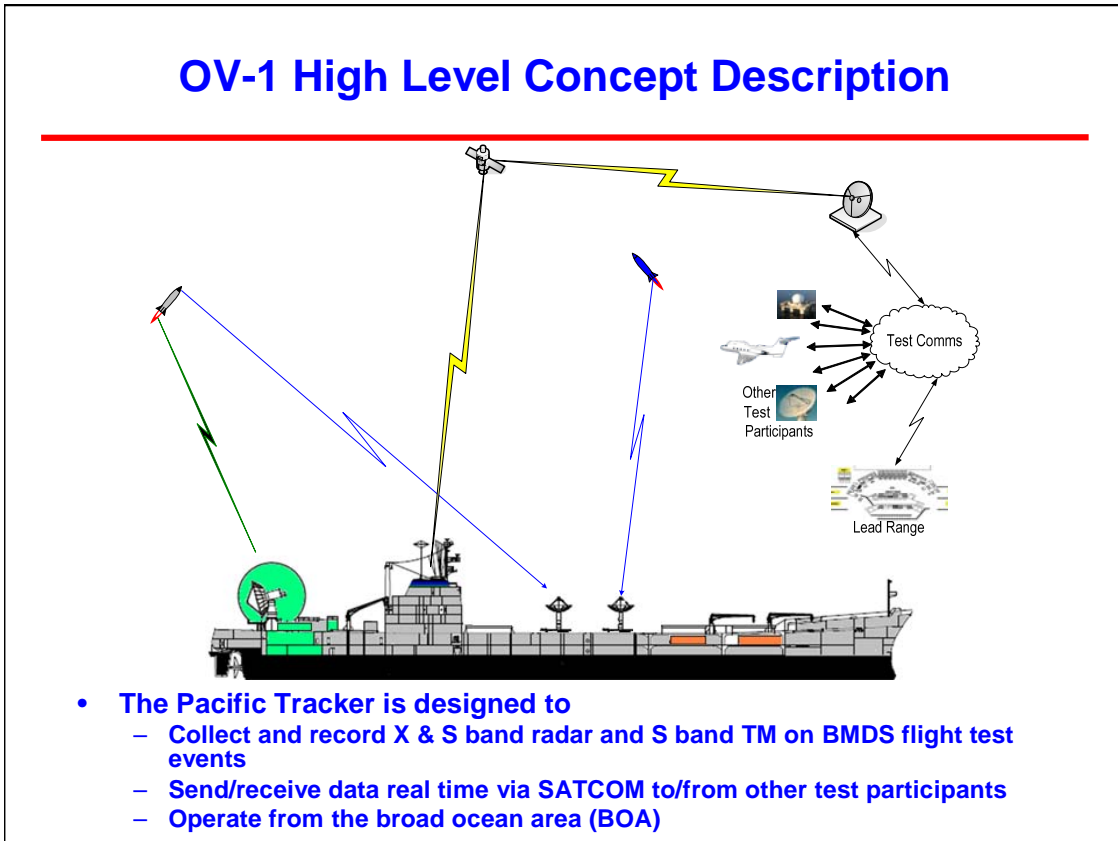 OV-1 High Level Concept Description
Test Comms
Other
Test
Participants
Lead Range
• The Pacific Tracker is designed to
– Collect and record X & S band radar and S band TM on BMDS flight test
events
– Send/receive data real time via SATCOM to/from other test participants
– Operate from the broad ocean area (BOA)